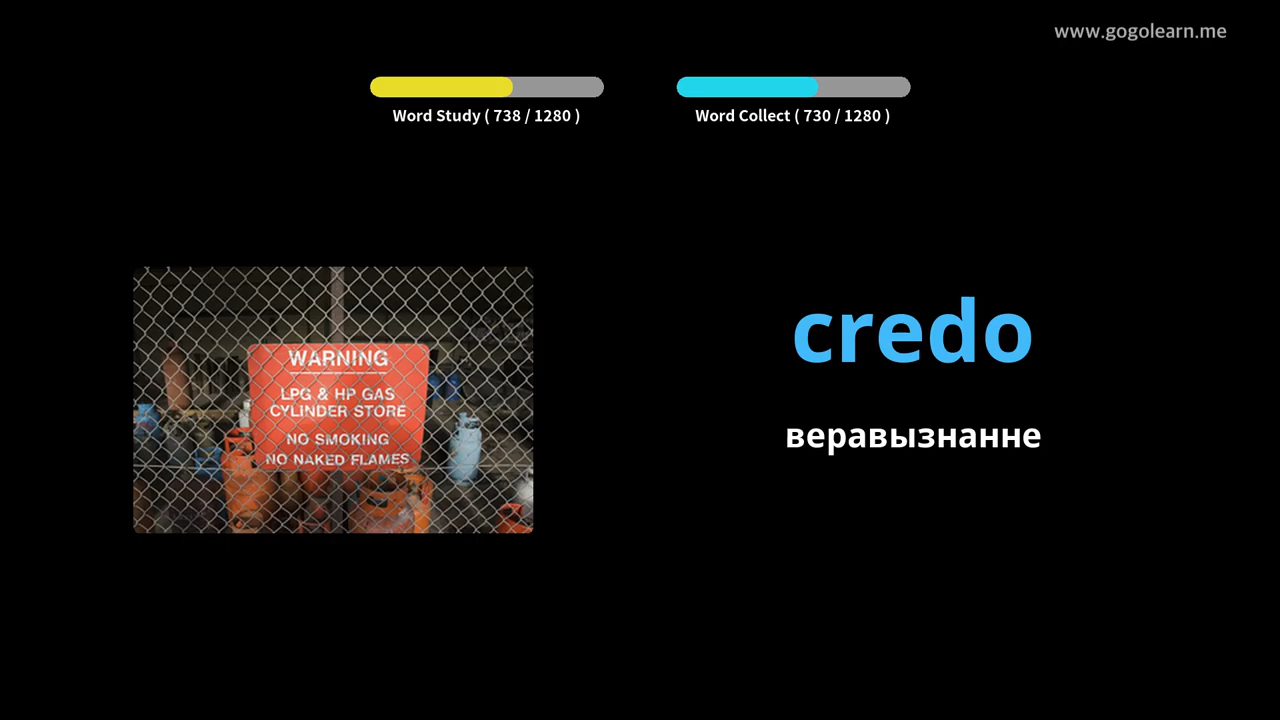 www.gogolearn.me
Word Study ( 738 / 1280 )
Word Collect ( 730 / 1280 )
WARNING
LPG & HP GAS
CYLINDER STORE
NO SMOKING
NO NAKED FLAMES
credo
веравызнанне